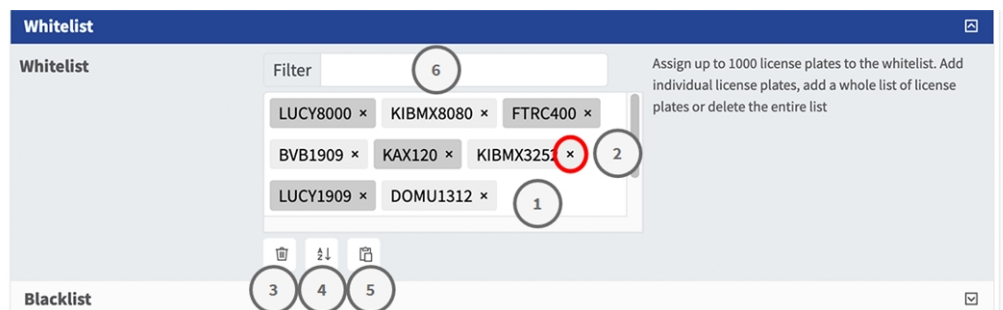 Whitelist
Whitelist
Filter
6
Assign up to 1000 license plates to the whitelist. Add
individual license plates, add a whole list of license
plates or delete the entire list
LUCY8000 × KIBMX8080 × FTRC400 ×
BVB1909 × KAX120 × KIBMX3252 × 2
LUCY1909 × DOMU1312 × 1
3 4 5
Blacklist